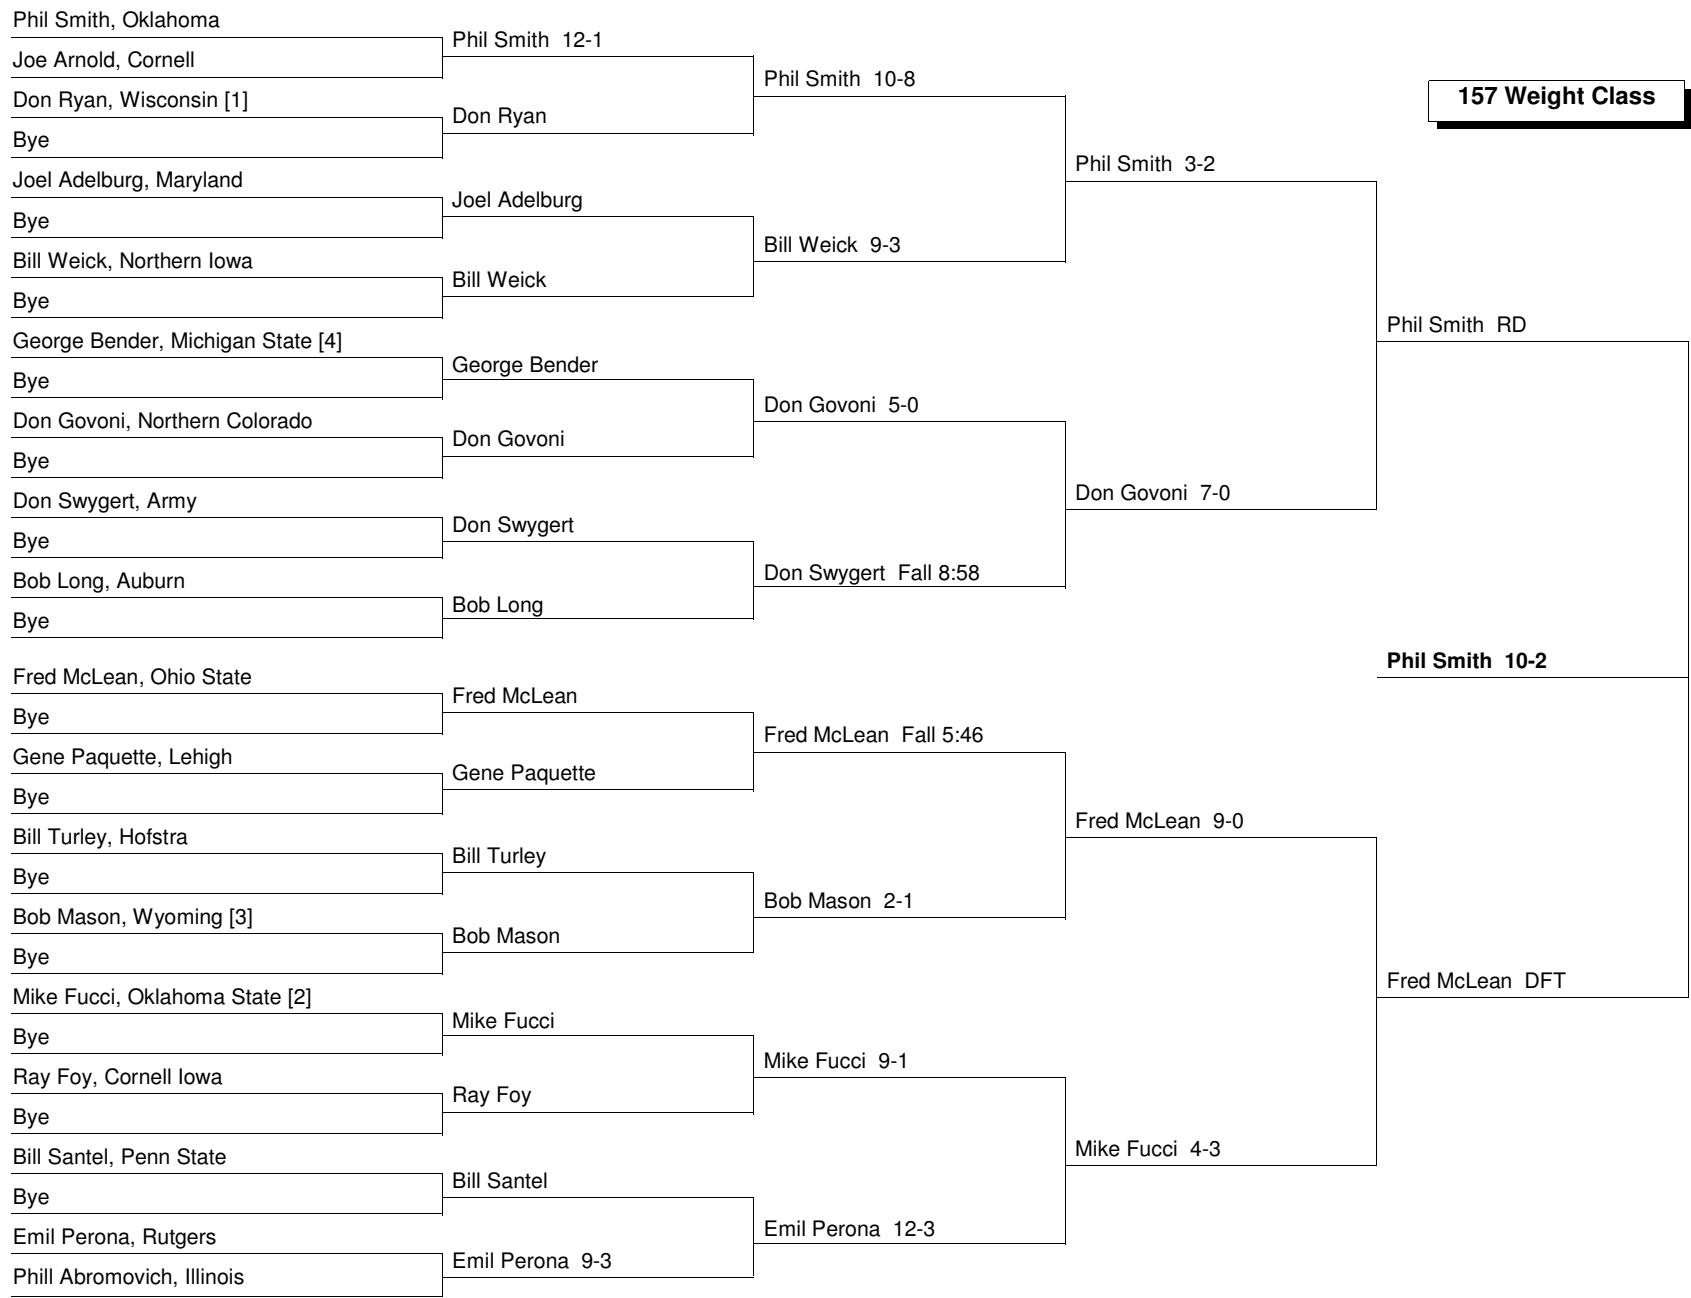 Phil Smith, Oklahoma
Joe Arnold, Cornell
Don Ryan, Wisconsin [1]
Bye
Joel Adelburg, Maryland
Bye
Bill Weick, Northern Iowa
Bye
George Bender, Michigan State [4]
Bye
Don Govoni, Northern Colorado
Bye
Don Swygert, Army
Bye
Bob Long, Auburn
Bye
Fred McLean, Ohio State
Bye
Gene Paquette, Lehigh
Bye
Bill Turley, Hofstra
Bye
Bob Mason, Wyoming [3]
Bye
Mike Fucci, Oklahoma State [2]
Bye
Ray Foy, Cornell Iowa
Bye
Bill Santel, Penn State
Bye
Emil Perona, Rutgers
Phill Abromovich, Illinois
Phil Smith 12-1
Don Ryan
Joel Adelburg
Bill Weick
George Bender
Don Govoni
Don Swygert
Bob Long
Fred McLean
Gene Paquette
Bill Turley
Bob Mason
Mike Fucci
Ray Foy
Bill Santel
Emil Perona 9-3
Phil Smith 10-8
Bill Weick 9-3
Don Govoni 5-0
Don Swygert Fall 8:58
Fred McLean Fall 5:46
Bob Mason 2-1
Mike Fucci 9-1
Emil Perona 12-3
Phil Smith 3-2
Don Govoni 7-0
Fred McLean 9-0
Mike Fucci 4-3
Phil Smith RD
Fred McLean DFT
Phil Smith 10-2
157 Weight Class